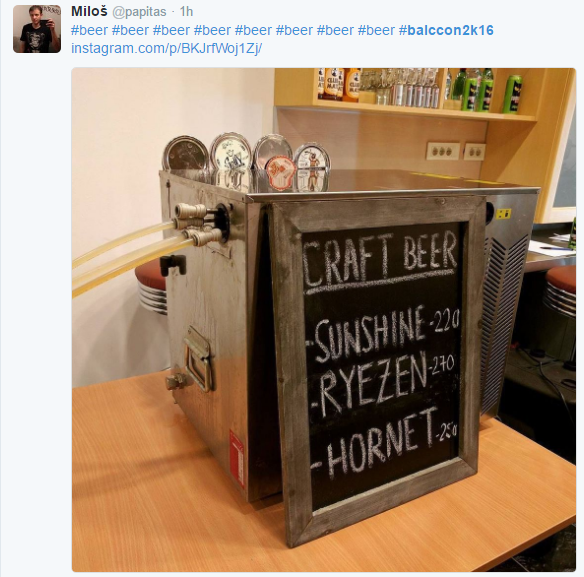 Miloš @papitas · 1h
#beer #beer #beer #beer #beer #beer #beer #beer #balccon2k16
instagram.com/p/BKJrfWoj1Zj/
CRAFT BEER
-SUNSHINE-220
-RYEZEN-270
-HORNET-250